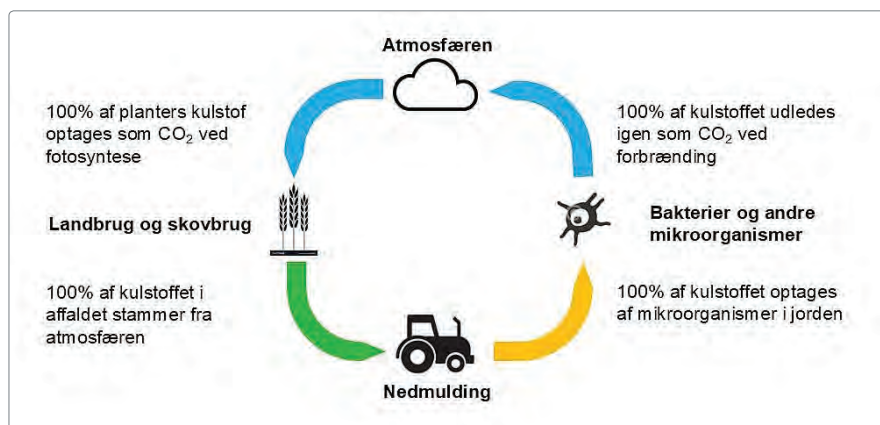 Atmosfæren
100% af planters kulstof
optages som CO₂ ved
fotosyntese
100% af kulstoffet udledes
igen som CO₂ ved
forbrænding
Landbrug og skovbrug
Bakterier og andre
mikroorganismer
100% af kulstoffet i
affaldet stammer fra
atmosfæren
100% af kulstoffet optages
af mikroorganismer i jorden
Nedmulding